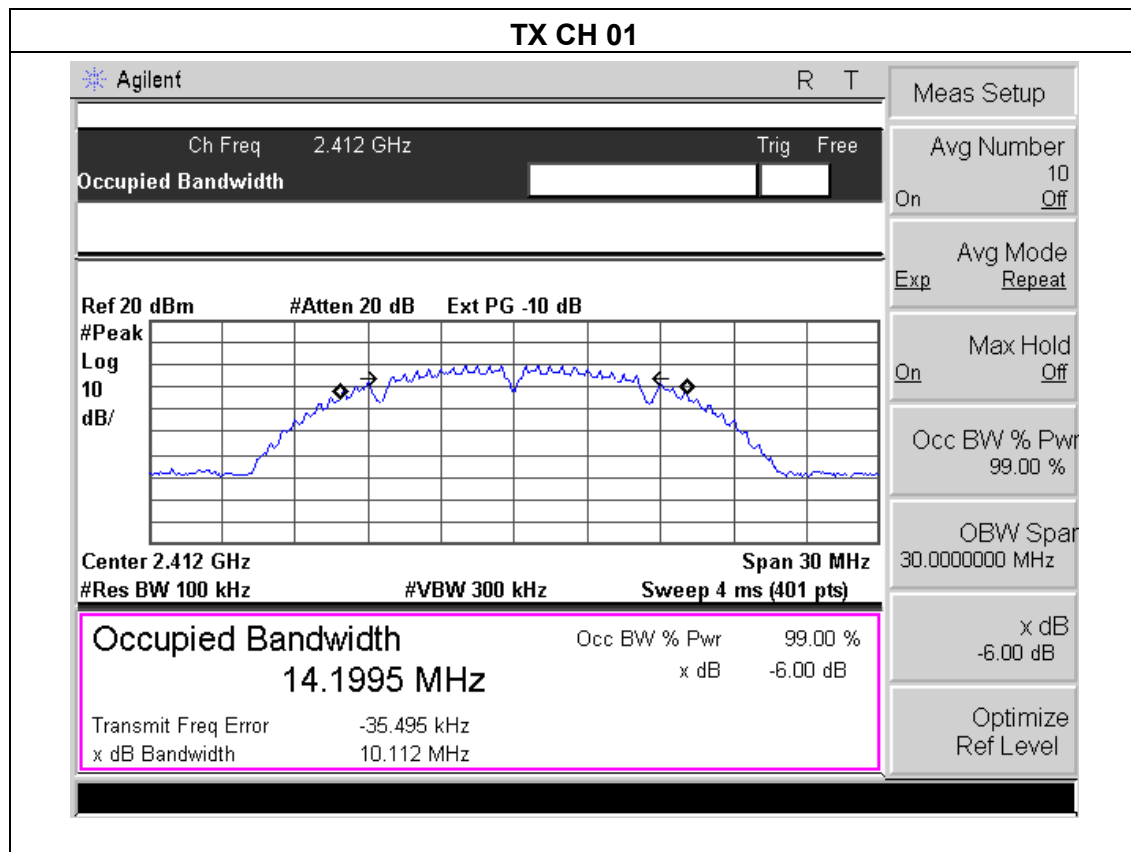 TX CH 01
Agilent R T
Ch Freq 2.412 GHz Trig Free
Occupied Bandwidth
Ref 20 dBm #Atten 20 dB Ext PG -10 dB
#Peak
Log
10
dB/
Center 2.412 GHz Span 30 MHz
#Res BW 100 kHz #VBW 300 kHz Sweep 4 ms (401 pts)
Occupied Bandwidth
14.1995 MHz
Occ BW % Pwr 99.00 %
x dB -6.00 dB
Transmit Freq Error -35.495 kHz
x dB Bandwidth 10.112 MHz
Meas Setup
Avg Number
10
On Off
Avg Mode
Exp Repeat
Max Hold
On Off
Occ BW % Pwr
99.00 %
OBW Span
30.0000000 MHz
x dB
-6.00 dB
Optimize
Ref Level